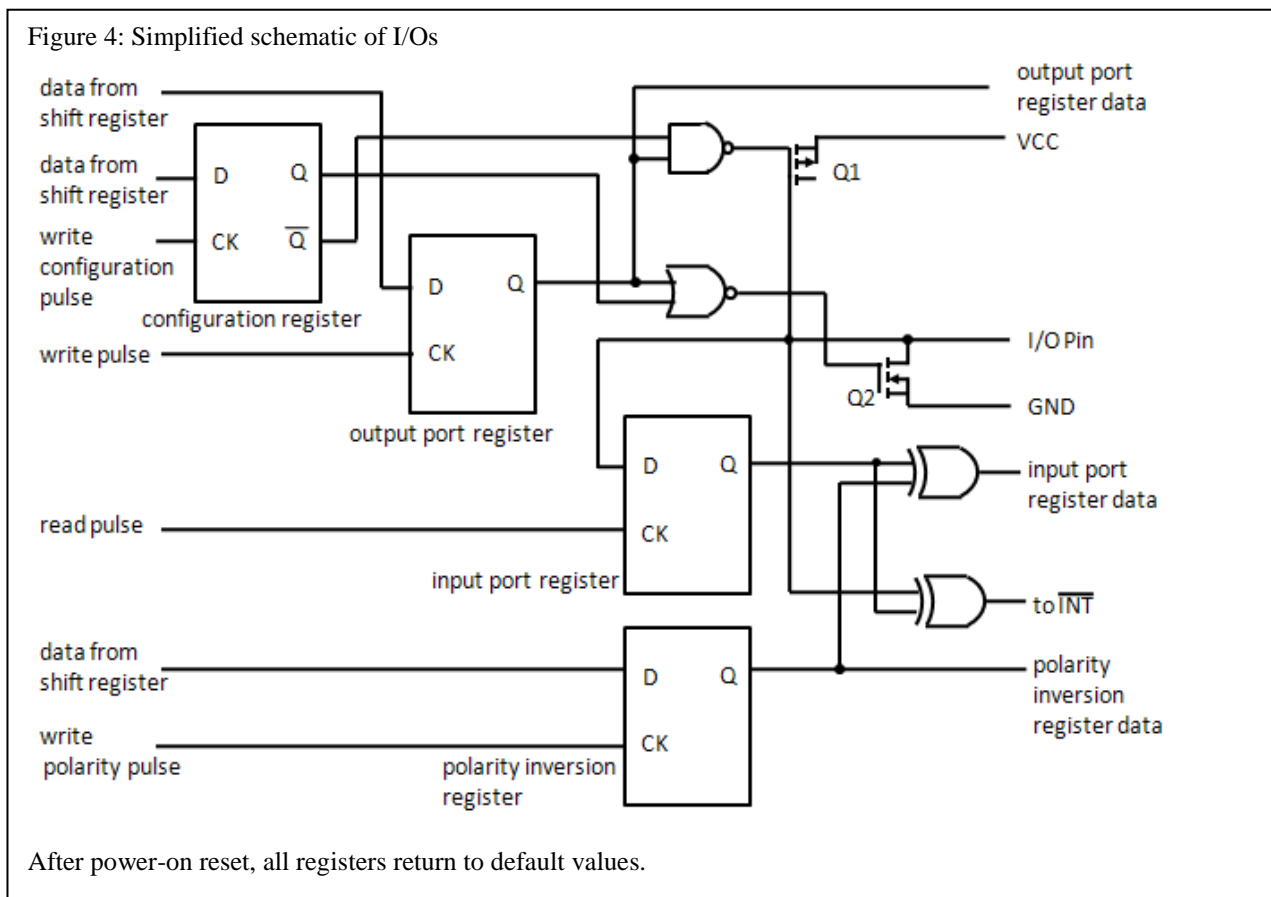 Figure 4: Simplified schematic of I/Os
data from
shift register
output port
register data
VCC
data from
shift register
D
Q
Q1
write
configuration
pulse
CK
Q̅
configuration register
D
Q
write pulse
CK
I/O Pin
Q2
GND
output port register
D
Q
input port
register data
read pulse
CK
input port register
to I̅N̅T̅
data from
shift register
D
Q
polarity
inversion
register data
write
polarity pulse
CK
polarity inversion
register
After power-on reset, all registers return to default values.